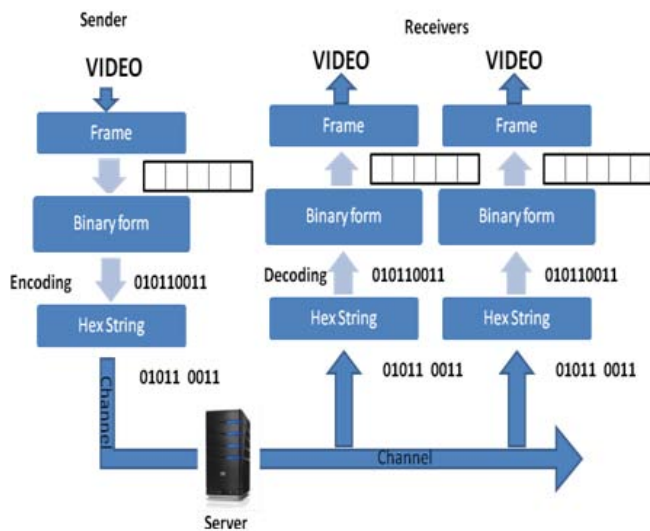 Sender
Receivers
VIDEO
VIDEO
VIDEO
Frame
Frame
Frame
Binary form
Binary form
Binary form
Encoding
010110011
Decoding
010110011
010110011
Hex String
Hex String
Hex String
01011 0011
01011 0011
01011 0011
Channel
Channel
Server